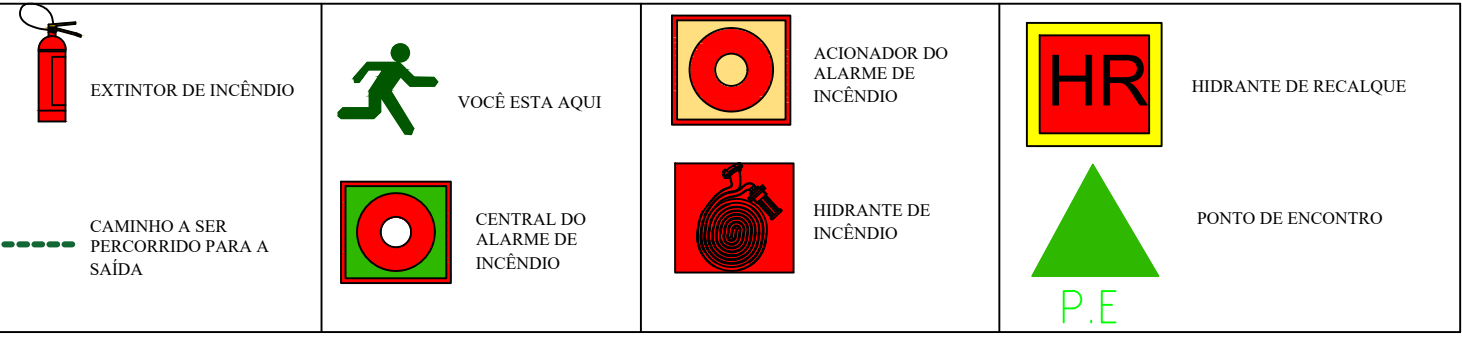 EXTINTOR DE INCÊNDIO
CAMINHO A SER
PERCORRIDO PARA A
SAÍDA
VOCÊ ESTA AQUI
CENTRAL DO
ALARME DE
INCÊNDIO
ACIONADOR DO
ALARME DE
INCÊNDIO
HIDRANTE DE
INCÊNDIO
HR
HIDRANTE DE RECALQUE
PONTO DE ENCONTRO
P.E